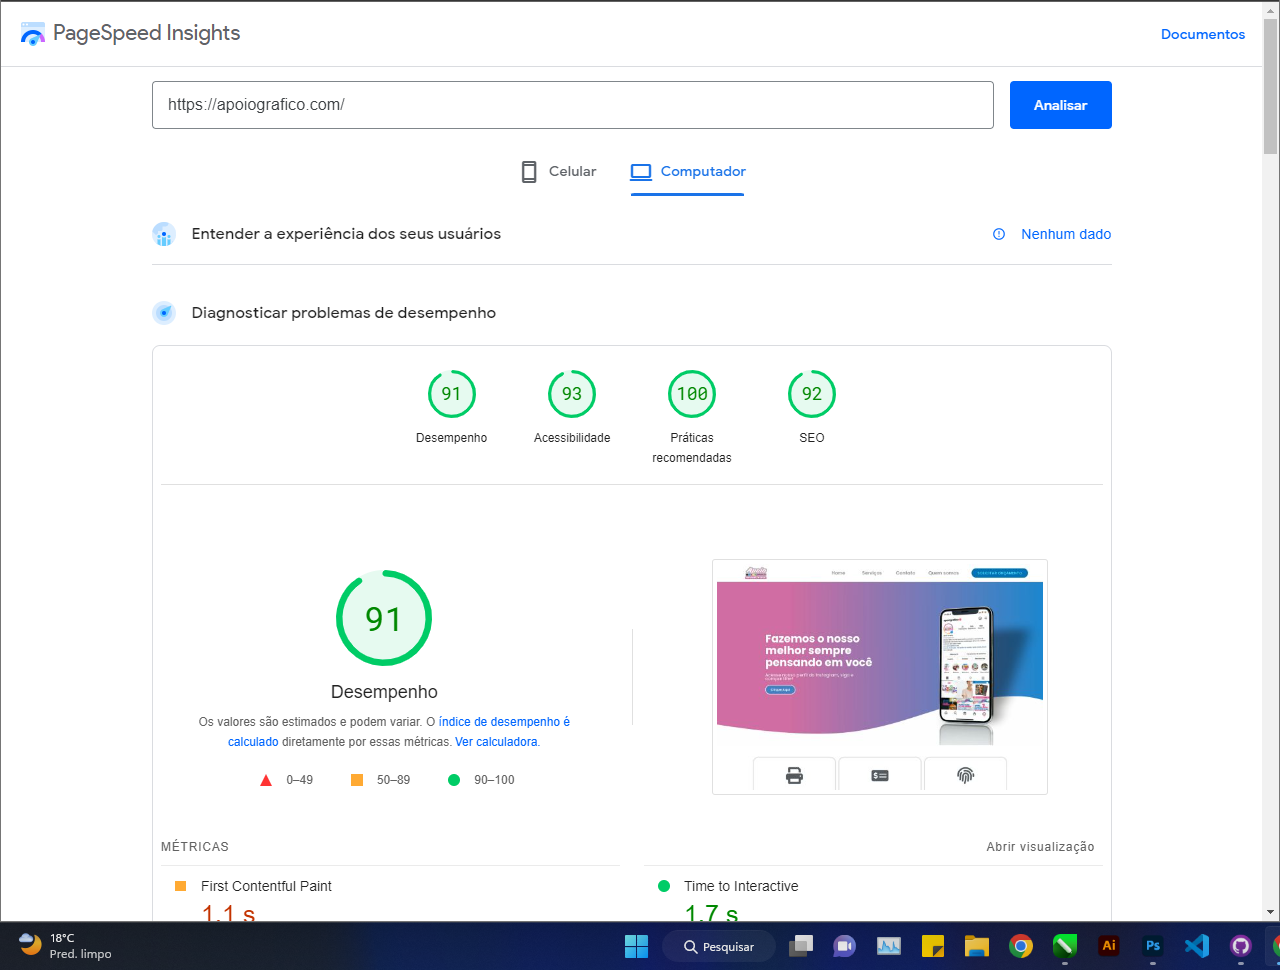 PageSpeed Insights
Documentos
https://apoiografico.com/
Analisar
Celular
Computador
Entender a experiência dos seus usuários
Nenhum dado
Diagnosticar problemas de desempenho
91
93
100
92
Desempenho
Acessibilidade
Práticas
recomendadas
SEO
91
Desempenho
Os valores são estimados e podem variar. O índice de desempenho é
calculado diretamente por essas métricas. Ver calculadora.
0–49
50–89
90–100
Home
Serviços
Contato
Quem somos
Fazemos o nosso
melhor sempre
pensando em você
MÉTRICAS
Abrir visualização
First Contentful Paint
1,1 s
Time to Interactive
1,7 s
18°C
Pred. limpo
Pesquisar
Ai
Ps